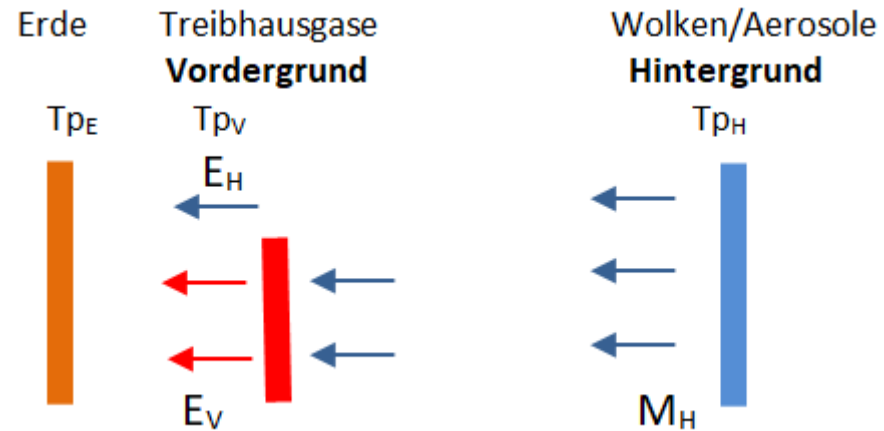 Erde Treibhausgase Wolken/Aerosole
Vordergrund Hintergrund
TpE TpV TpH
EH
EV MH